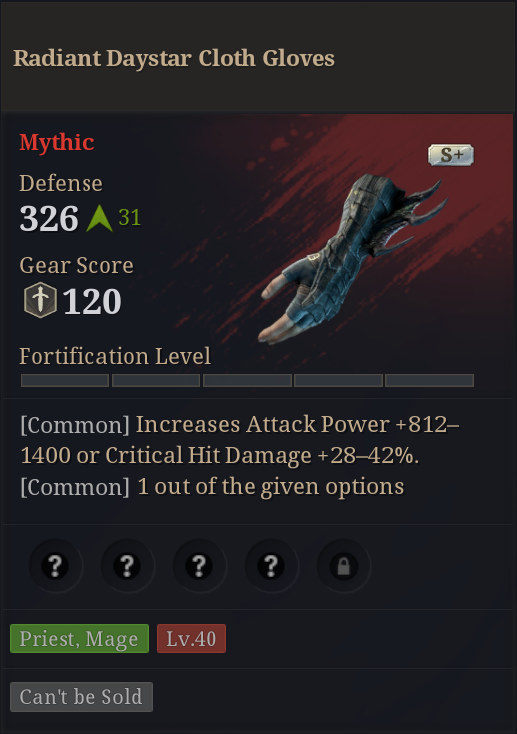 Radiant Daystar Cloth Gloves
Mythic
S+
Defense
326 31
Gear Score
120
Fortification Level
[Common] Increases Attack Power +812–
1400 or Critical Hit Damage +28–42%.
[Common] 1 out of the given options
? ? ? ?
Priest, Mage Lv.40
Can't be Sold